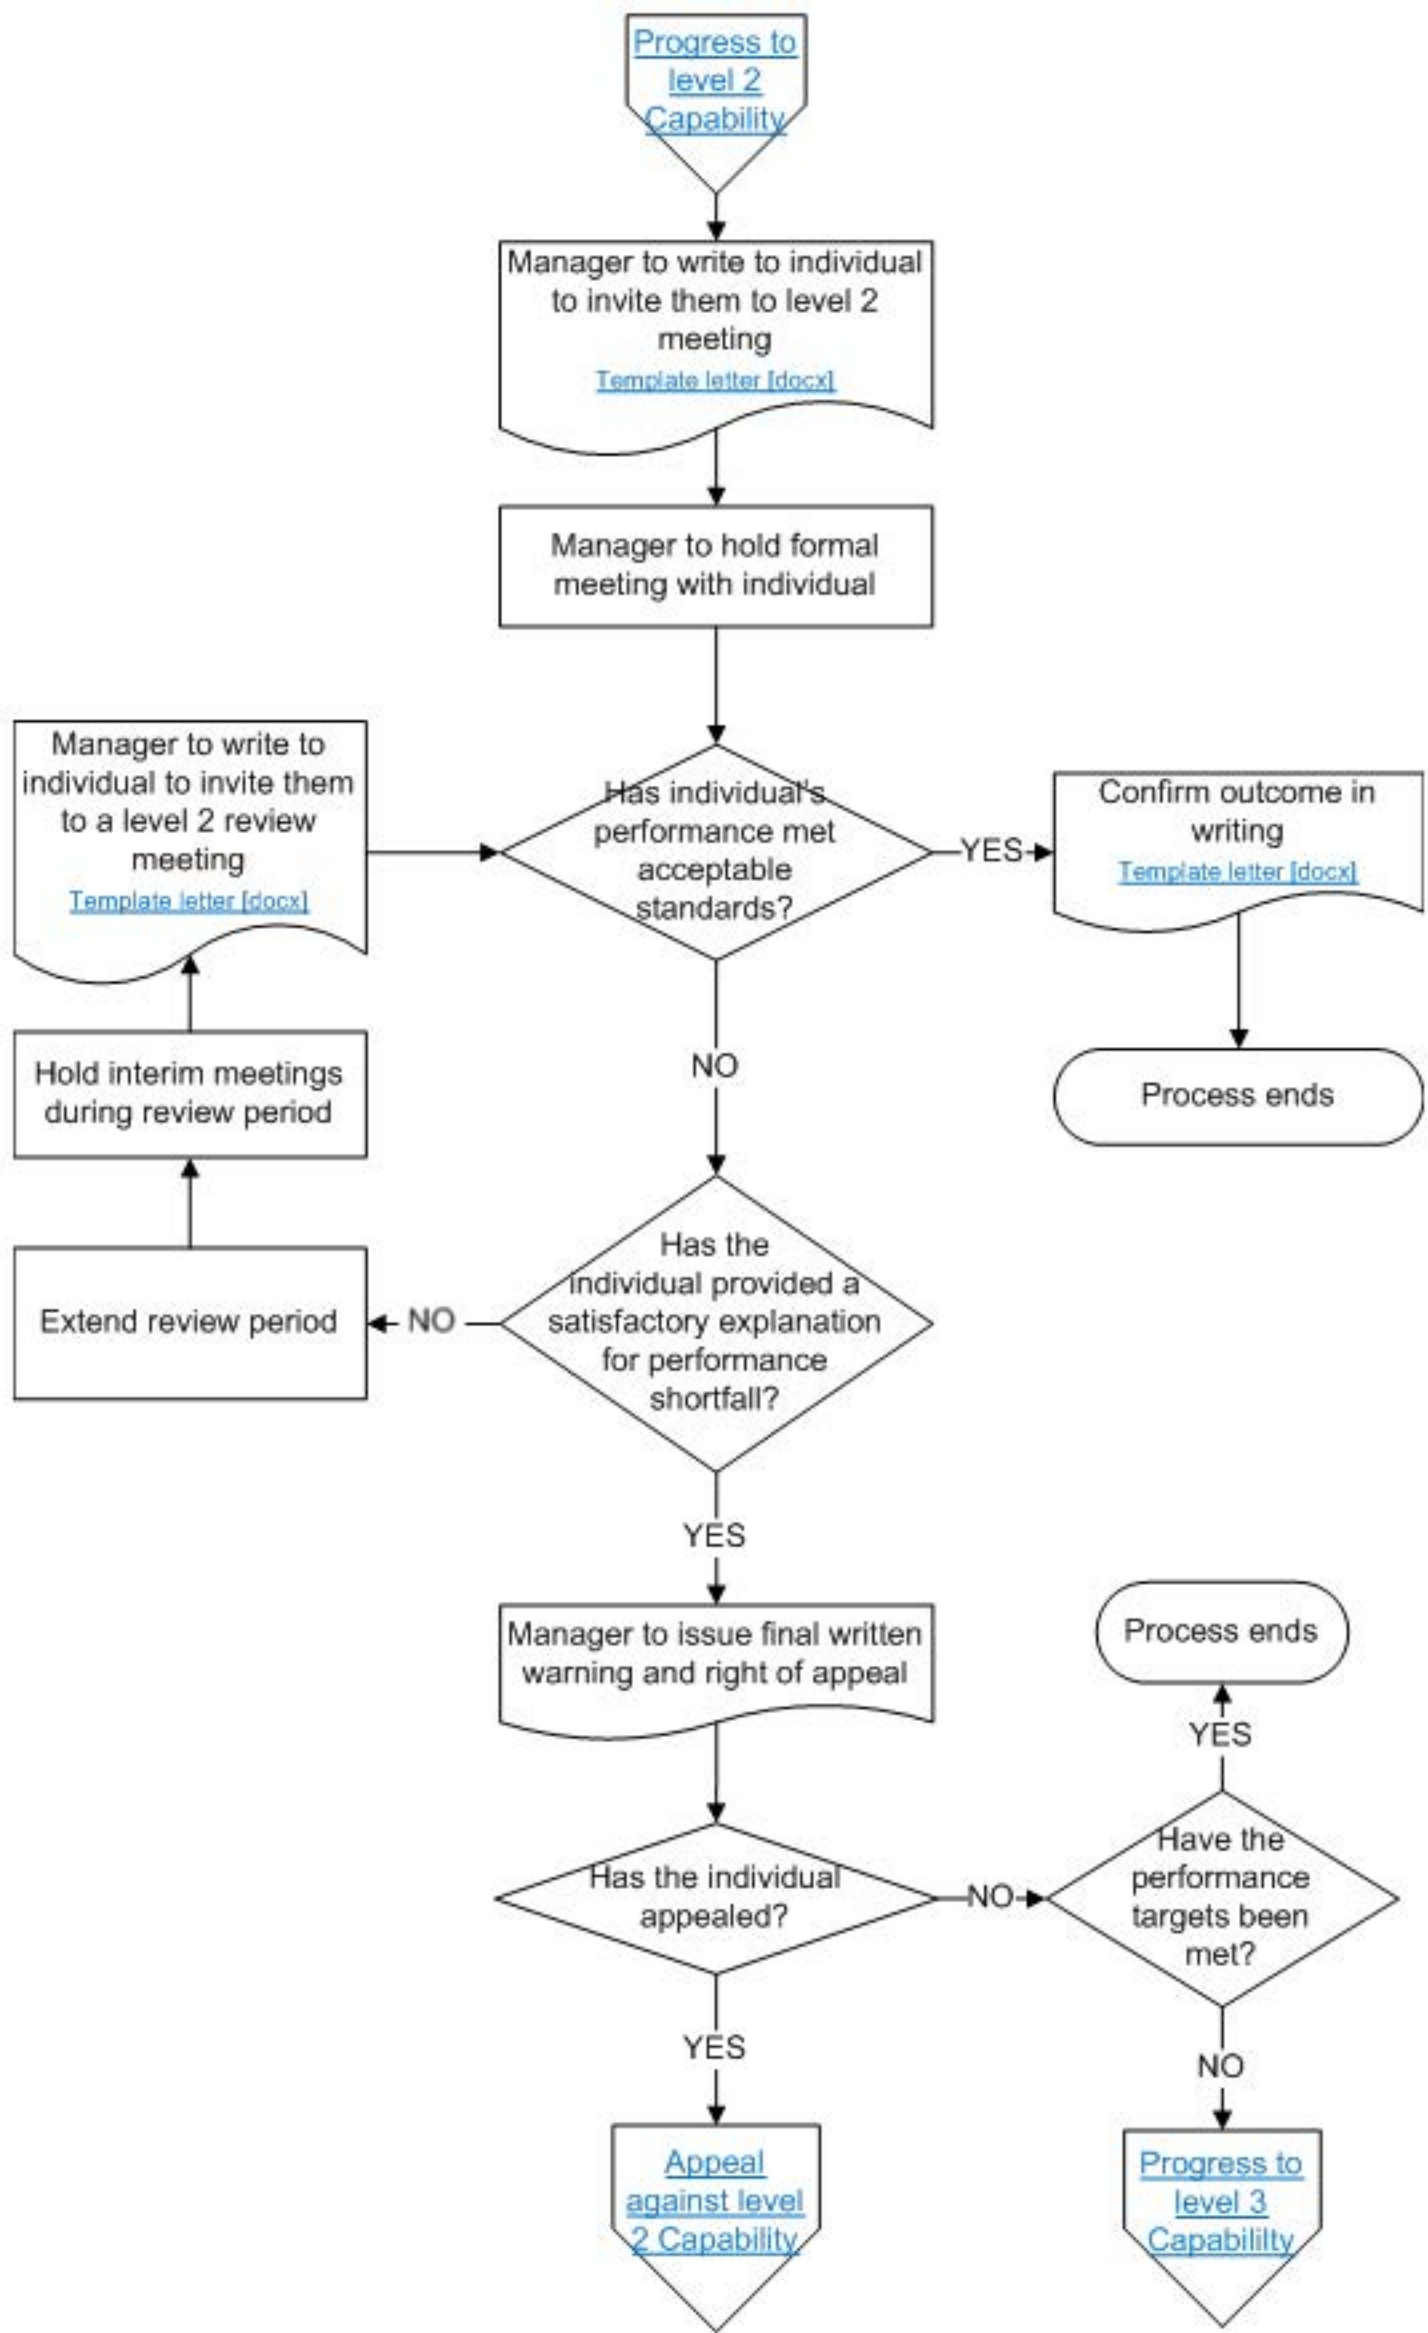 Progress to
level 2
Capability
Manager to write to individual
to invite them to level 2
meeting
Template letter [docx]
Manager to hold formal
meeting with individual
Manager to write to
individual to invite them
to a level 2 review
meeting
Template letter [docx]
Has individual's
performance met
acceptable
standards?
YES
Confirm outcome in
writing
Template letter [docx]
Hold interim meetings
during review period
NO
Process ends
Extend review period
NO
Has the
individual provided a
satisfactory explanation
for performance
shortfall?
YES
Manager to issue final written
warning and right of appeal
Process ends
YES
Has the individual
appealed?
NO
Have the
performance
targets been
met?
YES
NO
Appeal
against level
2 Capability
Progress to
level 3
Capabililty